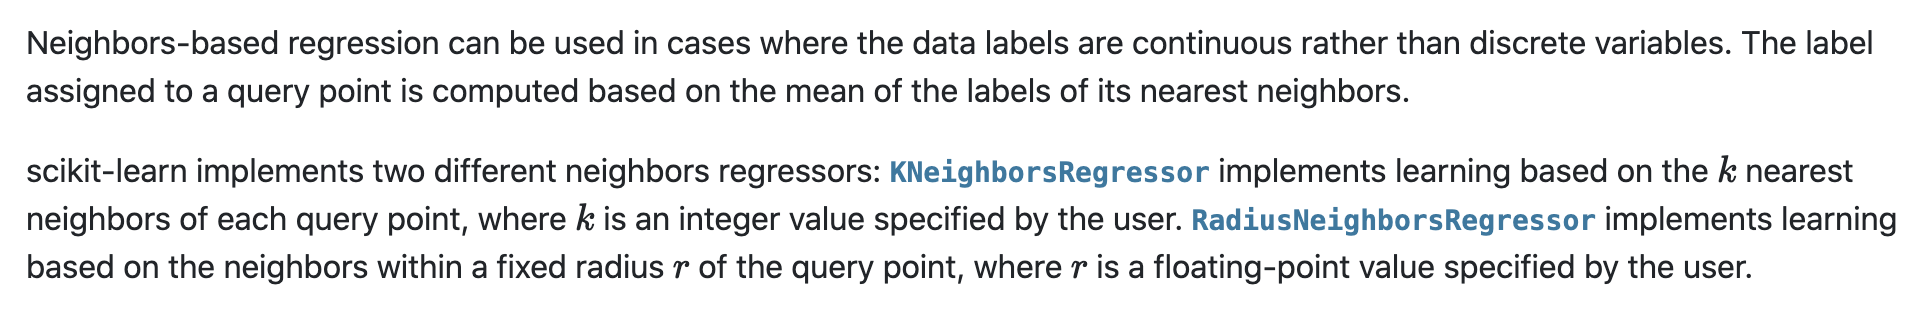 Neighbors-based regression can be used in cases where the data labels are continuous rather than discrete variables. The label
assigned to a query point is computed based on the mean of the labels of its nearest neighbors.
scikit-learn implements two different neighbors regressors: KNeighborsRegressor implements learning based on the k nearest
neighbors of each query point, where k is an integer value specified by the user. RadiusNeighborsRegressor implements learning
based on the neighbors within a fixed radius r of the query point, where r is a floating-point value specified by the user.